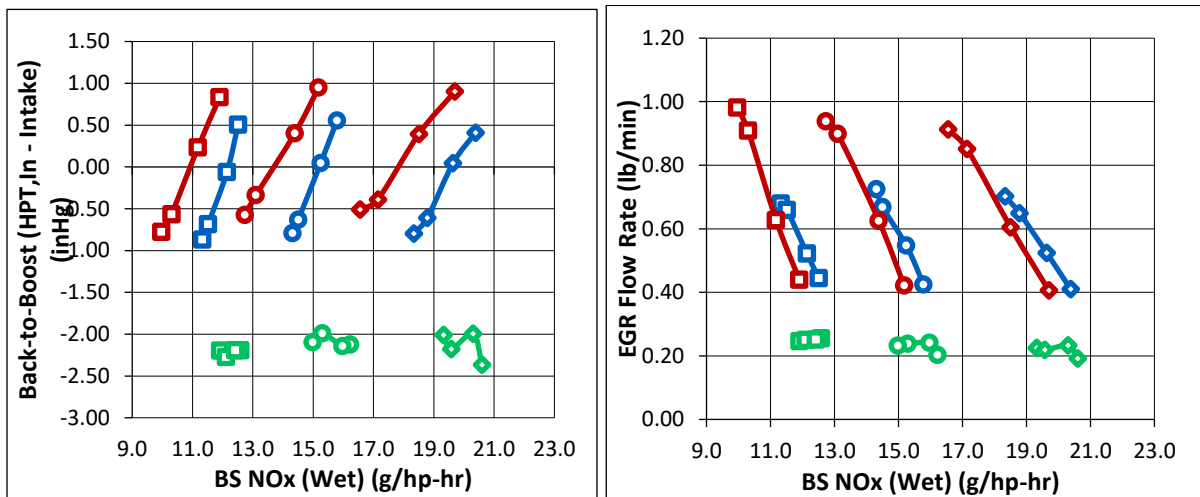 Back-to-Boost (HPT,In - Intake)
(inHg)
1.50
1.00
0.50
0.00
-0.50
-1.00
-1.50
-2.00
-2.50
-3.00
9.0 11.0 13.0 15.0 17.0 19.0 21.0 23.0
BS NOx (Wet) (g/hp-hr)
EGR Flow Rate (lb/min)
1.20
1.00
0.80
0.60
0.40
0.20
0.00
9.0 11.0 13.0 15.0 17.0 19.0 21.0 23.0
BS NOx (Wet) (g/hp-hr)